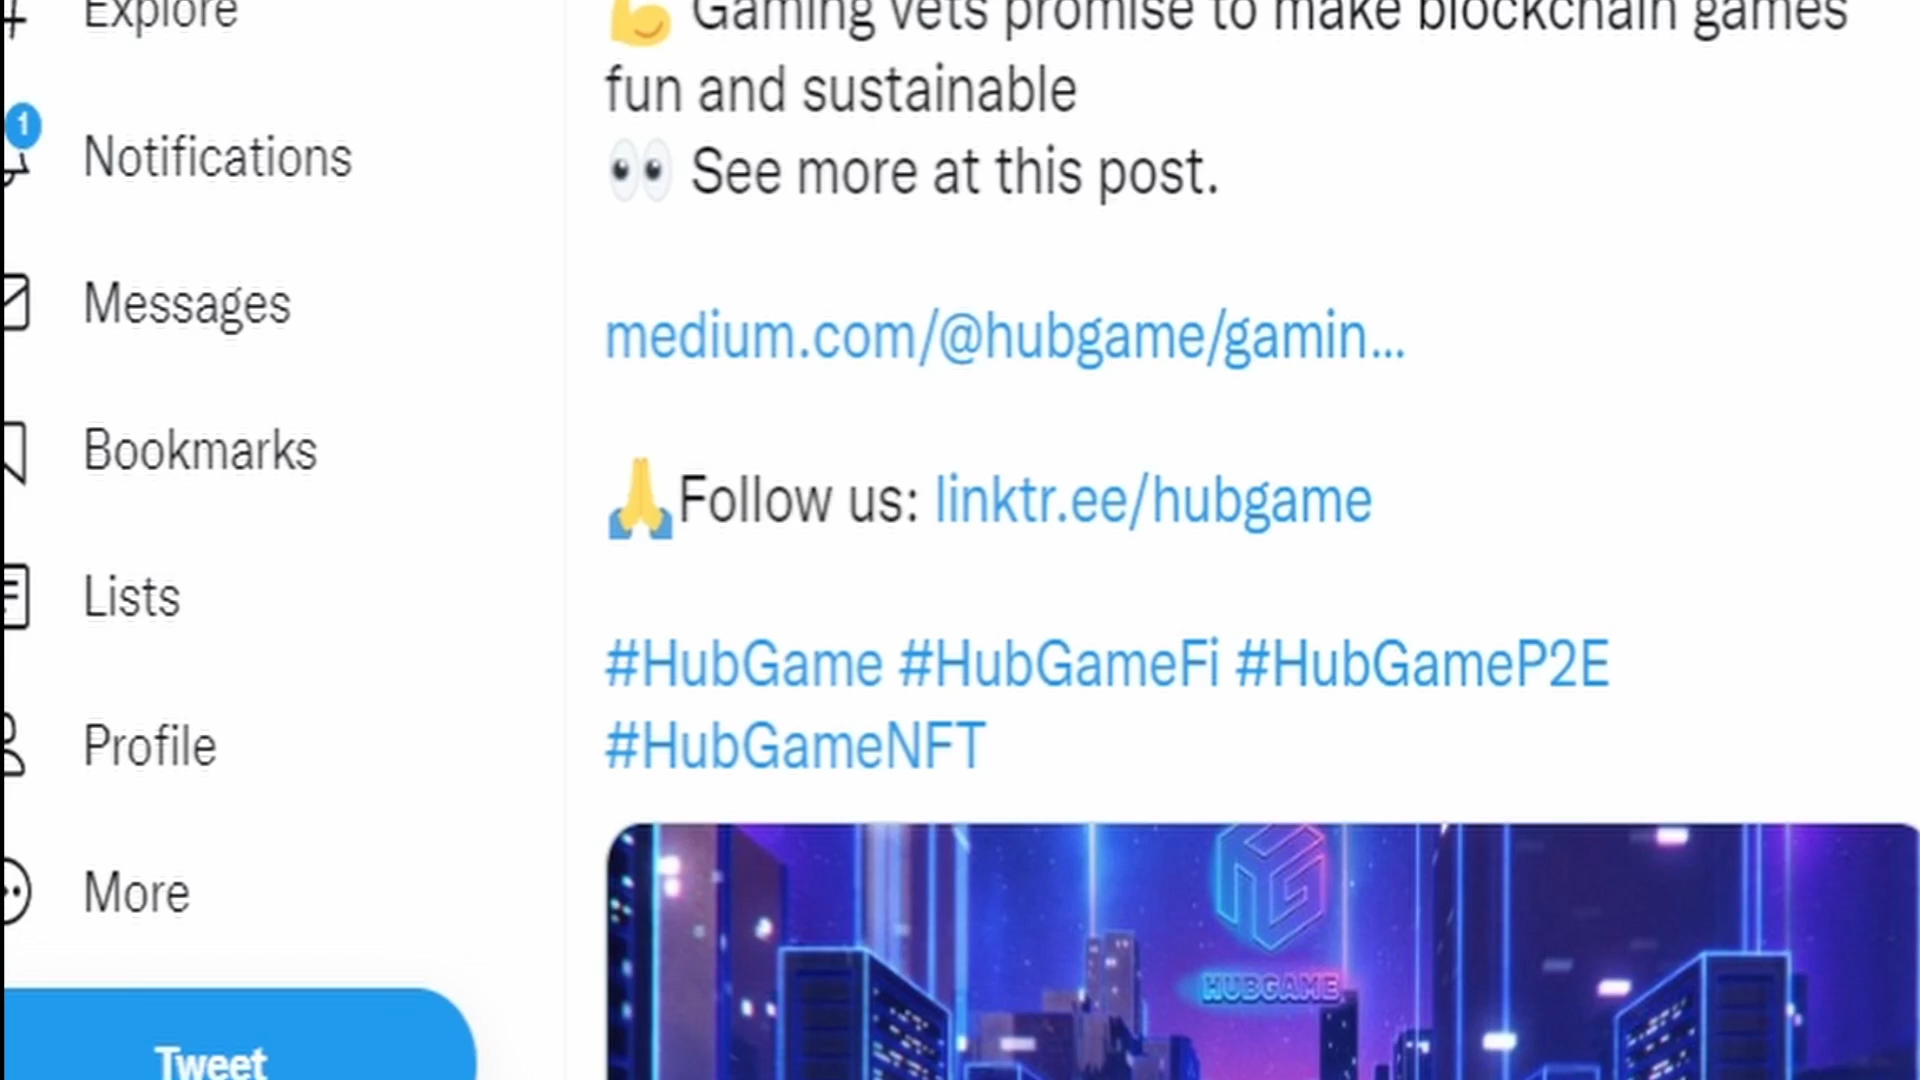 Explore
1
Notifications
Messages
Bookmarks
Lists
Profile
More
Tweet
💪 Gaming vets promise to make blockchain games
fun and sustainable
👀 See more at this post.
medium.com/@hubgame/gamin...
🙏Follow us: linktr.ee/hubgame
#HubGame #HubGameFi #HubGameP2E
#HubGameNFT
HUBGAME